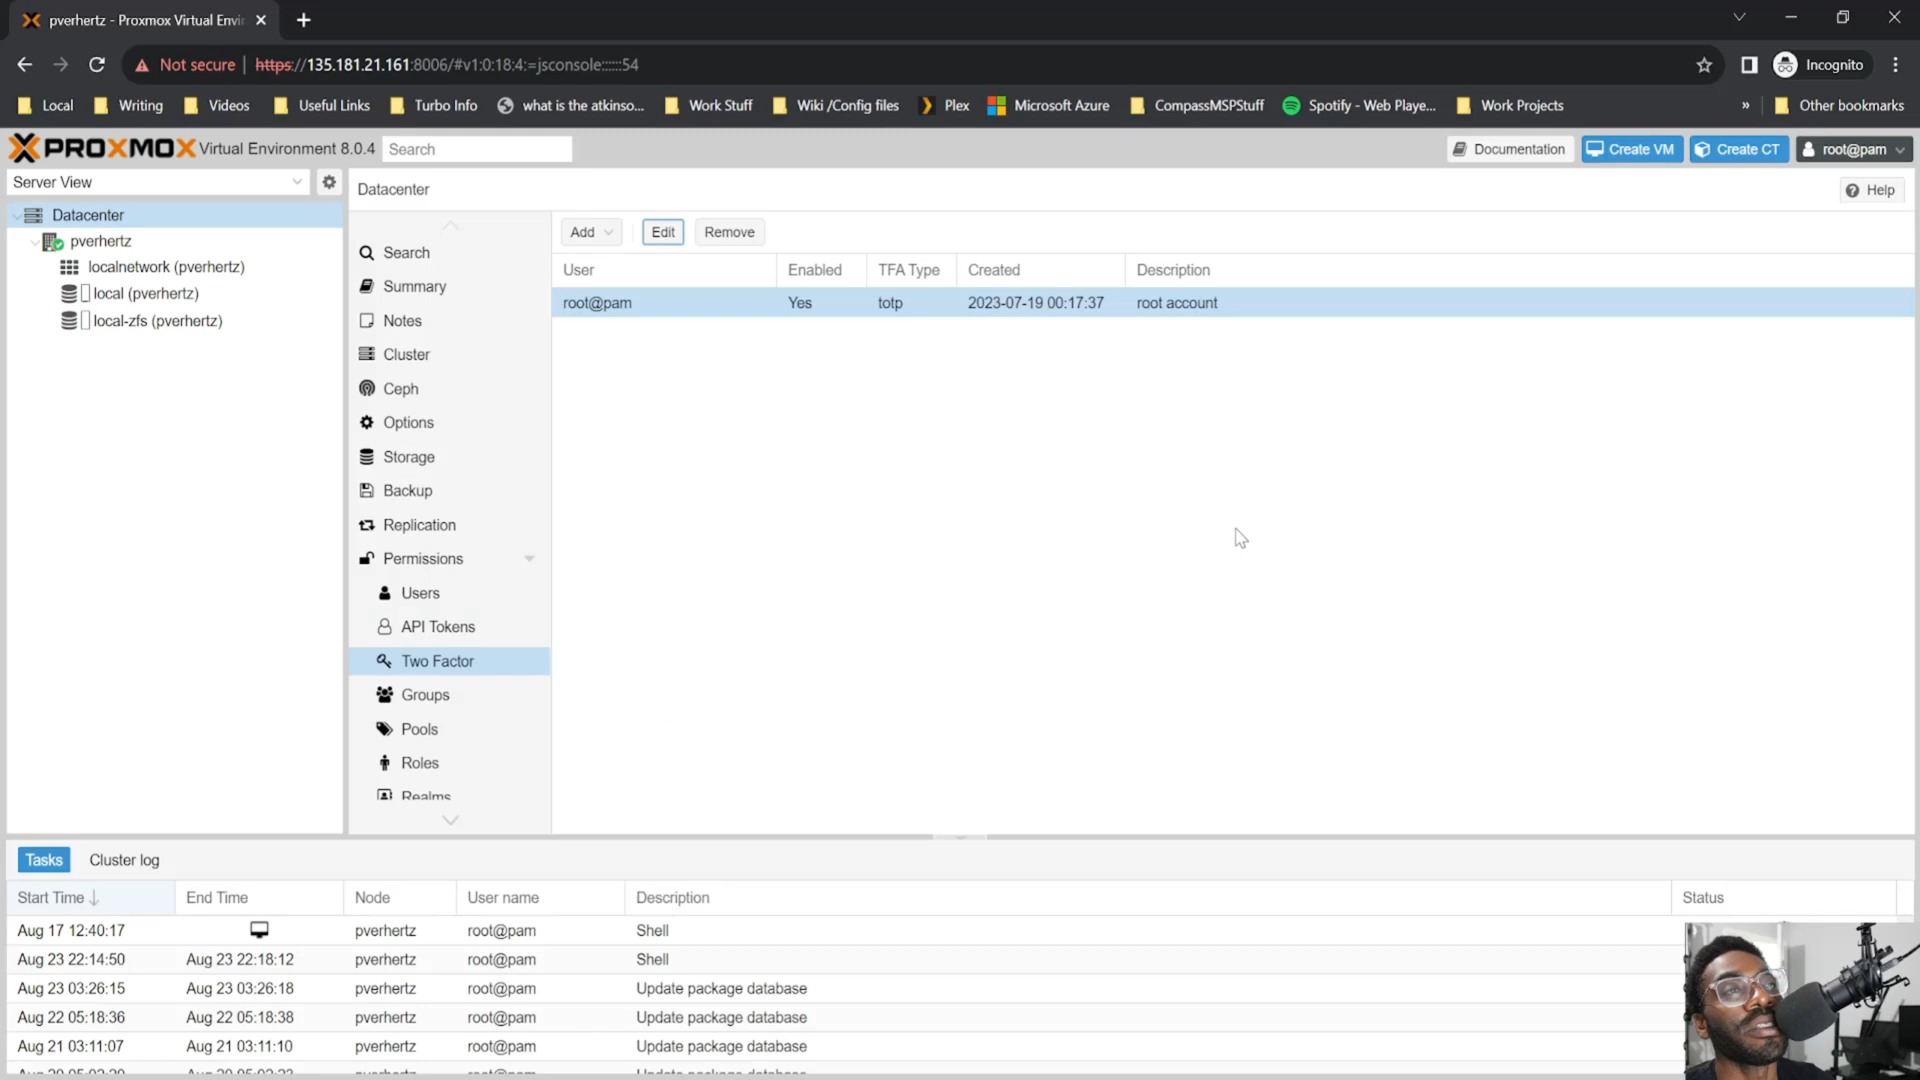 pverhertz - Proxmox Virtual Envir
Not secure | https://135.181.21.161:8006/#v1:0:18:4:=jsconsole::::::54
Incognito
Local Writing Videos Useful Links Turbo Info what is the atkinso... Work Stuff Wiki /Config files Plex Microsoft Azure CompassMSPStuff Spotify - Web Playe... Work Projects » Other bookmarks
PROXMOX Virtual Environment 8.0.4 Search Documentation Create VM Create CT root@pam
Server View
Datacenter
Help
Datacenter
pverhertz
localnetwork (pverhertz)
local (pverhertz)
local-zfs (pverhertz)
Search
Summary
Notes
Cluster
Ceph
Options
Storage
Backup
Replication
Permissions
Users
API Tokens
Two Factor
Groups
Pools
Roles
Realms
Add Edit Remove
User Enabled TFA Type Created Description
root@pam Yes totp 2023-07-19 00:17:37 root account
Tasks Cluster log
Start Time End Time Node User name Description Status
Aug 17 12:40:17 pverhertz root@pam Shell
Aug 23 22:14:50 Aug 23 22:18:12 pverhertz root@pam Shell
Aug 23 03:26:15 Aug 23 03:26:18 pverhertz root@pam Update package database
Aug 22 05:18:36 Aug 22 05:18:38 pverhertz root@pam Update package database
Aug 21 03:11:07 Aug 21 03:11:10 pverhertz root@pam Update package database